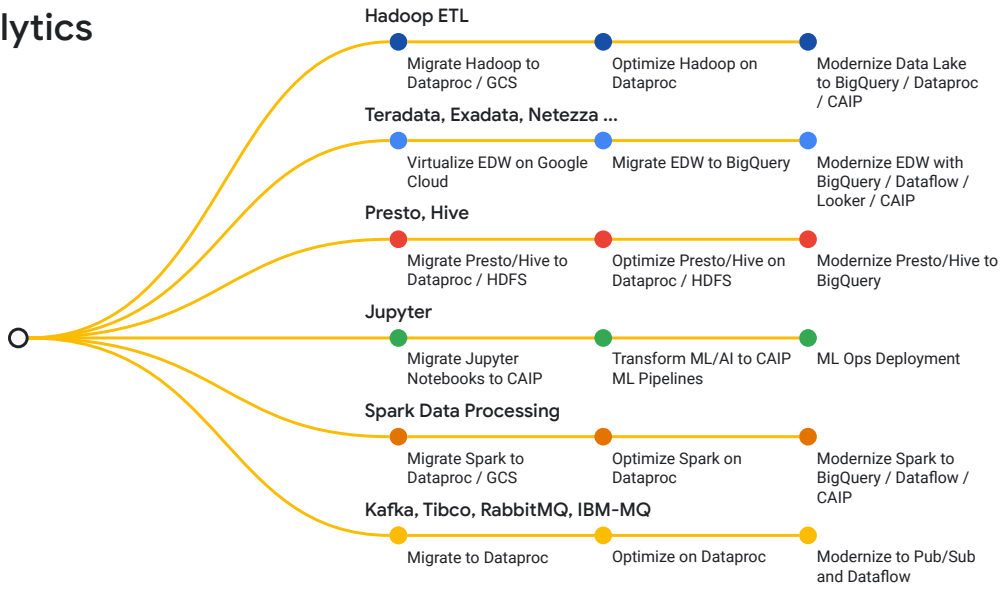 lytics
Hadoop ETL
Migrate Hadoop to
Dataproc / GCS
Optimize Hadoop on
Dataproc
Modernize Data Lake
to BigQuery / Dataproc
/ CAIP
Teradata, Exadata, Netezza ...
Virtualize EDW on Google
Cloud
Migrate EDW to BigQuery
Modernize EDW with
BigQuery / Dataflow /
Looker / CAIP
Presto, Hive
Migrate Presto/Hive to
Dataproc / HDFS
Optimize Presto/Hive on
Dataproc / HDFS
Modernize Presto/Hive to
BigQuery
Jupyter
Migrate Jupyter
Notebooks to CAIP
Transform ML/AI to CAIP
ML Pipelines
ML Ops Deployment
Spark Data Processing
Migrate Spark to
Dataproc / GCS
Optimize Spark on
Dataproc
Modernize Spark to
BigQuery / Dataflow /
CAIP
Kafka, Tibco, RabbitMQ, IBM-MQ
Migrate to Dataproc
Optimize on Dataproc
Modernize to Pub/Sub
and Dataflow